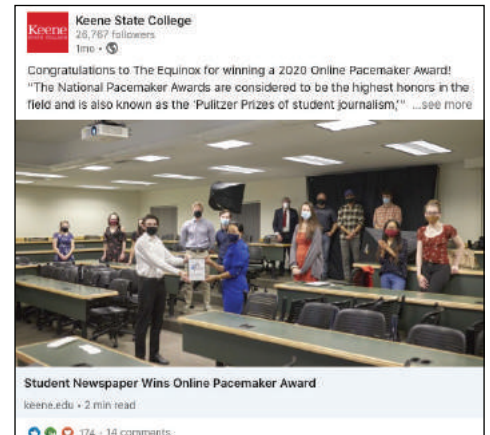 Keene
STATE COLLEGE
Keene State College
26,767 followers
1mo •
Congratulations to The Equinox for winning a 2020 Online Pacemaker Award!
"The National Pacemaker Awards are considered to be the highest honors in the
field and is also known as the 'Pulitzer Prizes of student journalism,'" ...see more
Student Newspaper Wins Online Pacemaker Award
keene.edu • 2 min read
174 · 14 comments